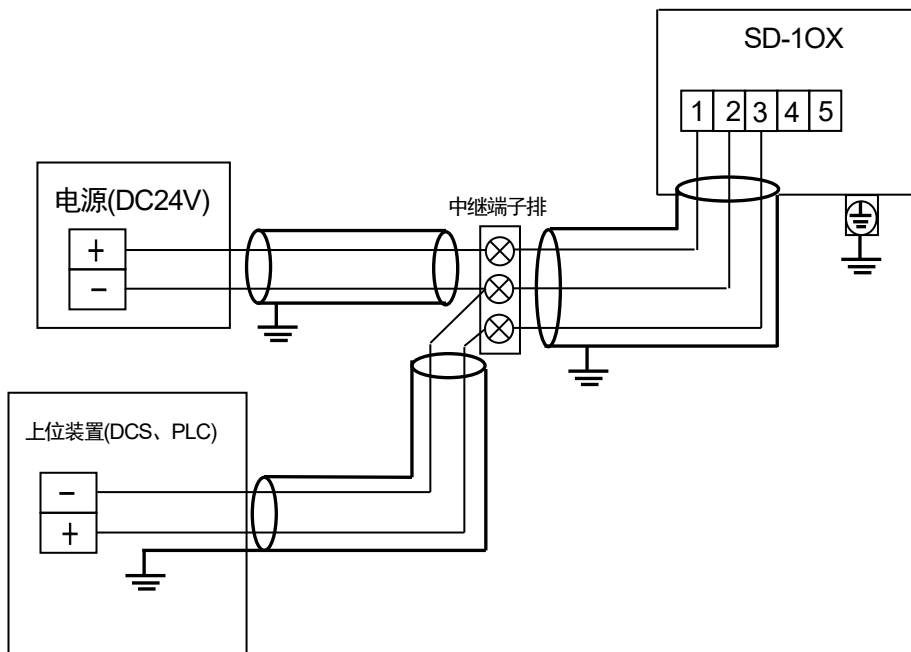 SD-1OX
1 2 3 4 5
电源(DC24V)
+
−
中继端子排
上位装置(DCS、PLC)
−
+